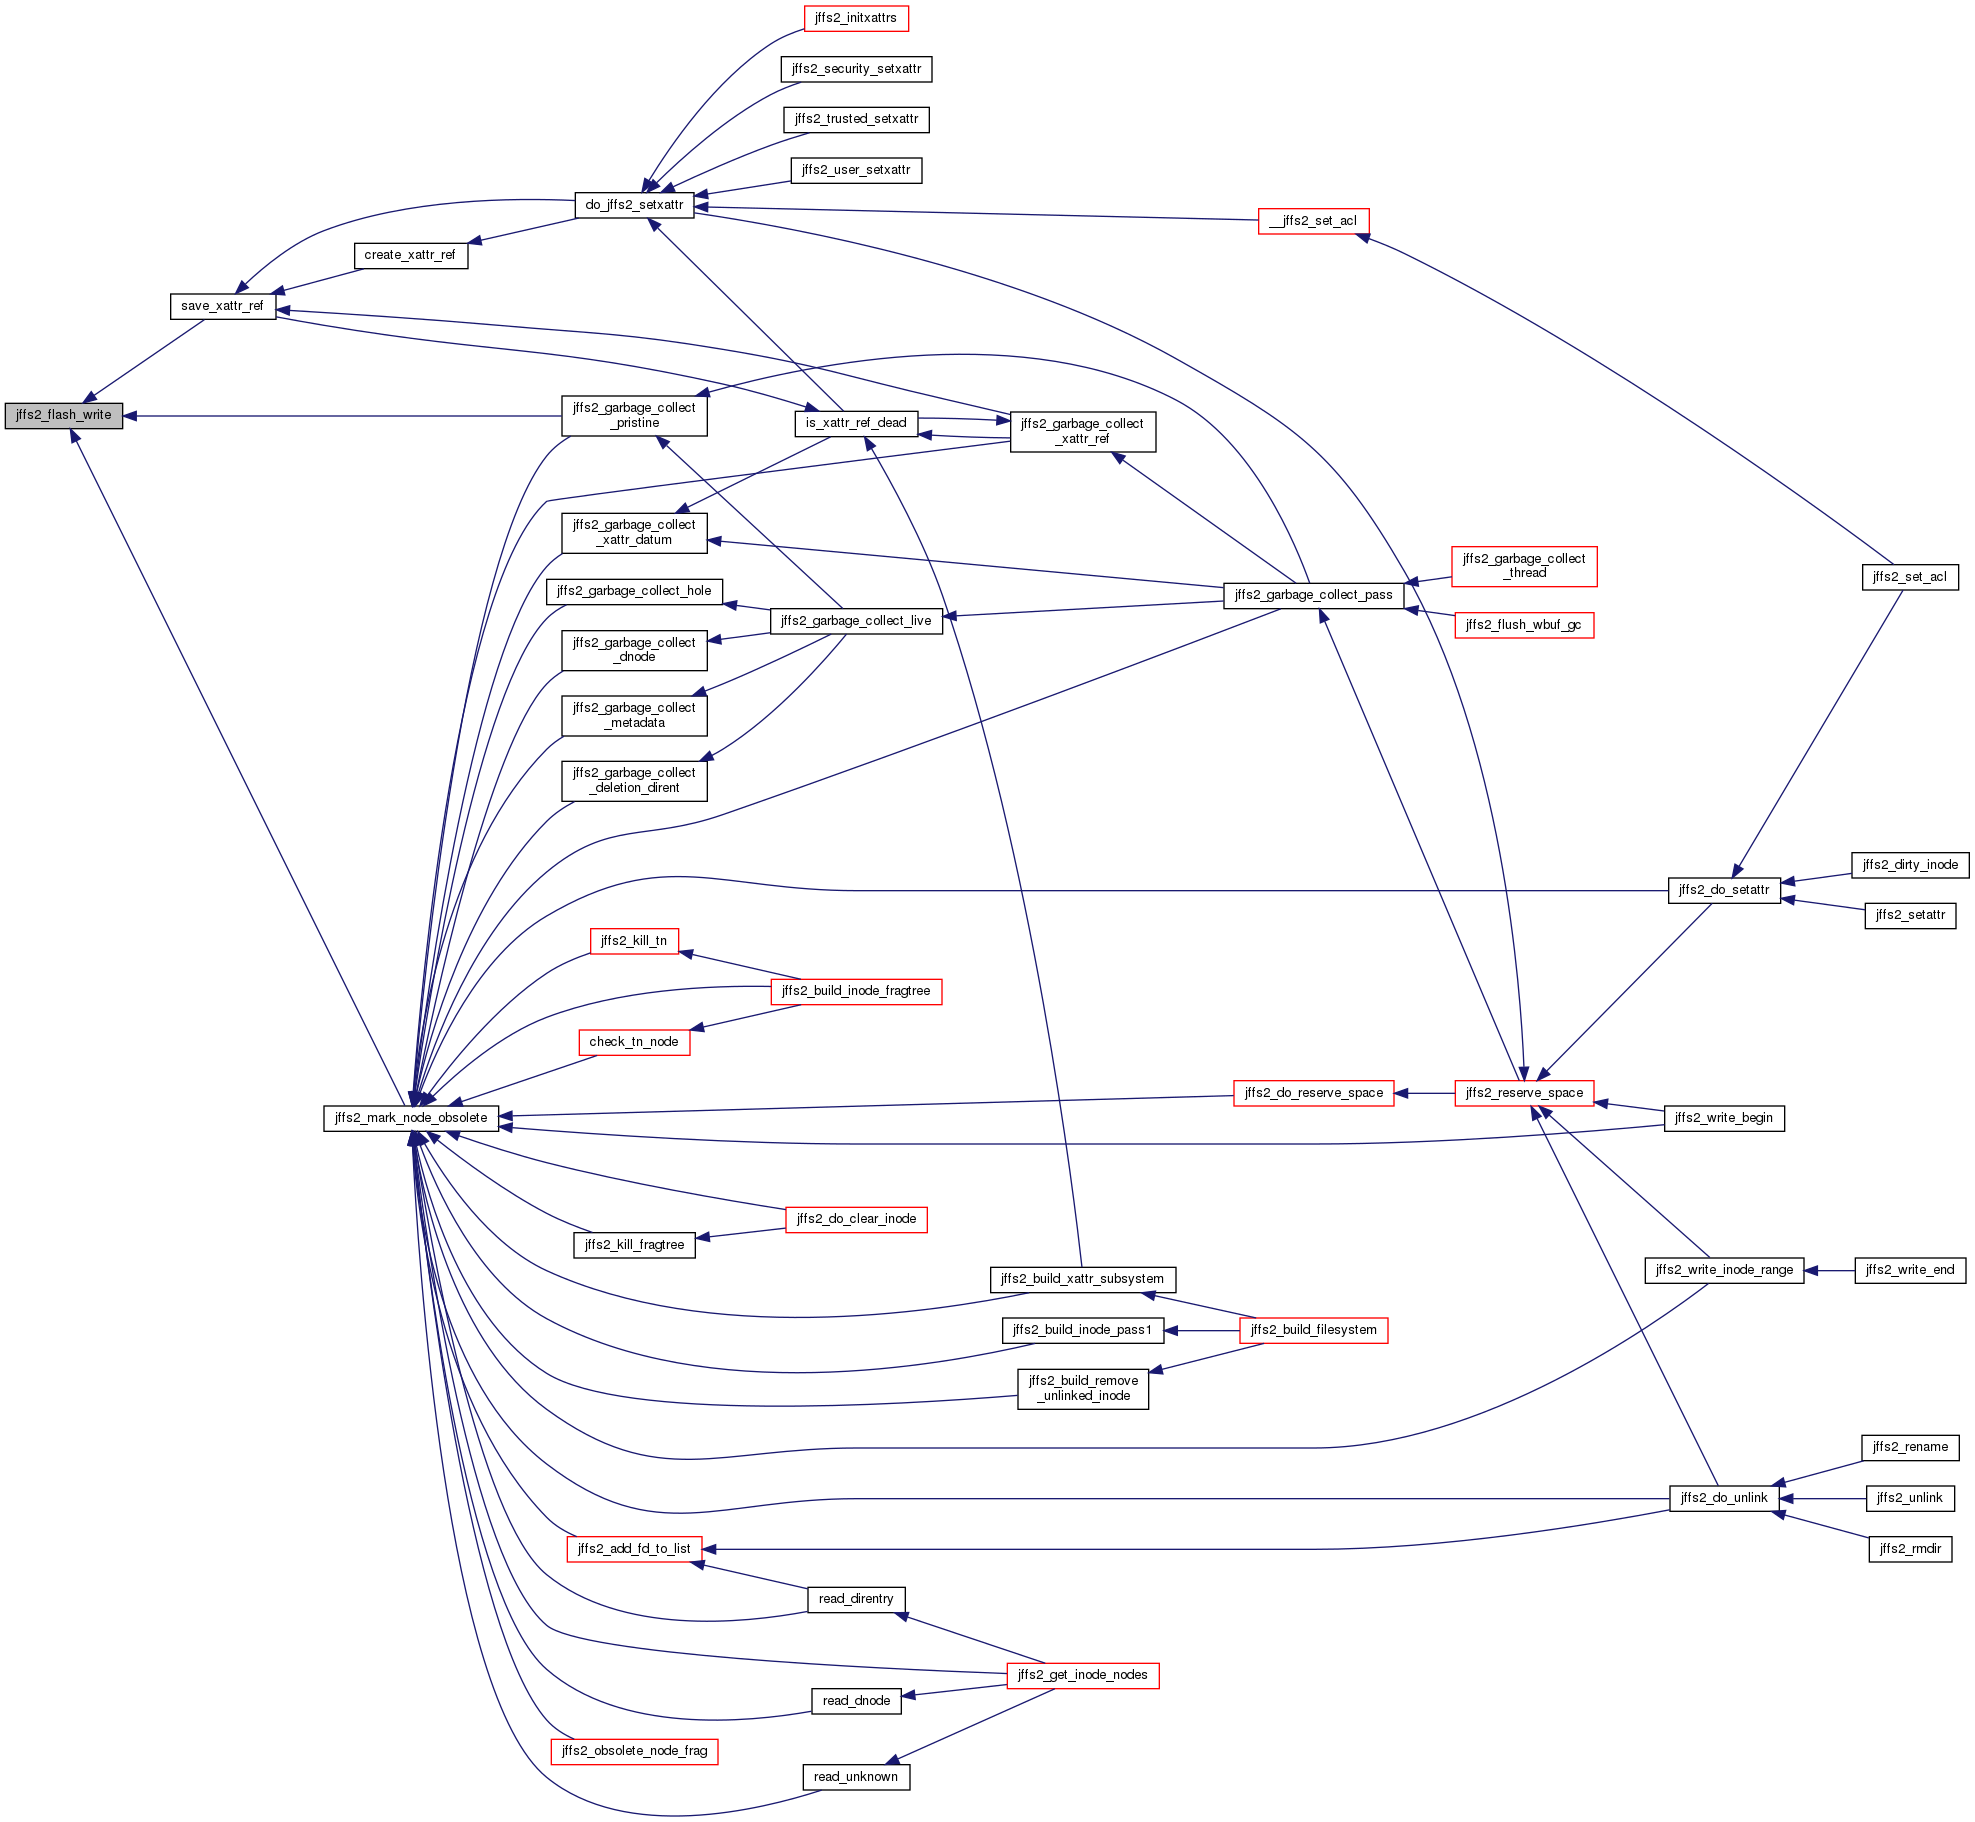 jffs2_initxattrs
jffs2_security_setxattr
jffs2_trusted_setxattr
jffs2_user_setxattr
do_jffs2_setxattr
__jffs2_set_acl
create_xattr_ref
save_xattr_ref
jffs2_flash_write
jffs2_garbage_collect
_pristine
is_xattr_ref_dead
jffs2_garbage_collect
_xattr_ref
jffs2_garbage_collect
_xattr_datum
jffs2_garbage_collect
_thread
jffs2_set_acl
jffs2_garbage_collect_hole
jffs2_garbage_collect_pass
jffs2_garbage_collect_live
jffs2_flush_wbuf_gc
jffs2_garbage_collect
_dnode
jffs2_garbage_collect
_metadata
jffs2_garbage_collect
_deletion_dirent
jffs2_dirty_inode
jffs2_do_setattr
jffs2_setattr
jffs2_kill_tn
jffs2_build_inode_fragtree
check_tn_node
jffs2_do_reserve_space
jffs2_reserve_space
jffs2_mark_node_obsolete
jffs2_write_begin
jffs2_do_clear_inode
jffs2_kill_fragtree
jffs2_build_xattr_subsystem
jffs2_write_inode_range
jffs2_write_end
jffs2_build_inode_pass1
jffs2_build_filesystem
jffs2_build_remove
_unlinked_inode
jffs2_rename
jffs2_do_unlink
jffs2_unlink
jffs2_add_fd_to_list
jffs2_rmdir
read_direntry
jffs2_get_inode_nodes
read_dnode
jffs2_obsolete_node_frag
read_unknown